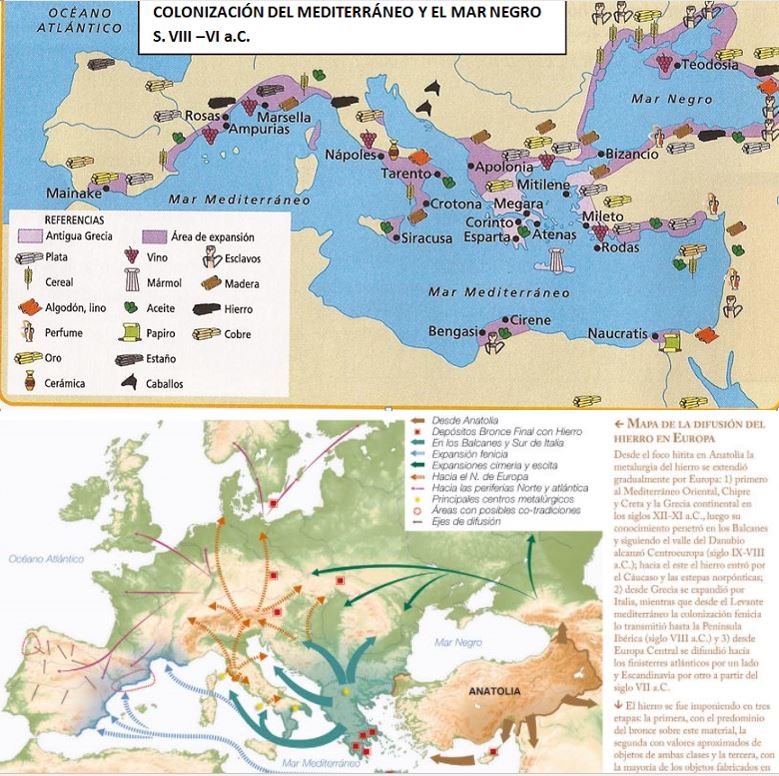 COLONIZACIÓN DEL MEDITERRÁNEO Y EL MAR NEGRO
S. VIII –VI a.C.
OCÉANO
ATLÁNTICO
Teodosia
Mar Negro
Rosas
Marsella
Ampurias
Nápoles
Bizancio
Tarento
Apolonia
Mitilene
Mainake
Mar Mediterráneo
Crotona
Megara
Mileto
Corinto
Siracusa
Esparta
Atenas
Rodas
Mar Mediterráneo
Cirene
Bengasi
Naucratis
REFERENCIAS
Antigua Grecia
Área de expansión
Plata
Vino
Esclavos
Cereal
Mármol
Madera
Algodón, lino
Aceite
Hierro
Perfume
Papiro
Cobre
Oro
Estaño
Cerámica
Caballos
Desde Anatolia
Depósitos Bronce Final con Hierro
En los Balcanes y Sur de Italia
Expansión fenicia
Expansiones cimeria y escita
Hacia el N. de Europa
Hacia las periferias Norte y atlántica
Principales centros metalúrgicos
Áreas con posibles co-tradiciones
Ejes de difusión
Océano Atlántico
Mar Negro
ANATOLIA
Mar Mediterráneo
← MAPA DE LA DIFUSIÓN DEL
HIERRO EN EUROPA
Desde el foco hitita en Anatolia la
metalurgia del hierro se extendió
gradualmente por Europa: 1) primero
al Mediterráneo Oriental, Chipre
y Creta y la Grecia continental en
los siglos XII-XI a.C., luego su
conocimiento penetró en los Balcanes
y siguiendo el valle del Danubio
alcanzó Centroeuropa (siglo IX-VIII
a.C.); hacia el este el hierro entró por
el Cáucaso y las estepas norpónticas;
2) desde Grecia se expandió por
Italia, mientras que desde el Levante
mediterráneo la colonización fenicia
lo transmitió hasta la Península
Ibérica (siglo VIII a.C.) y 3) desde
Europa Central se difundió hacia
los finisterres atlánticos por un lado
y Escandinavia por otro a partir del
siglo VII a.C.
↓ El hierro se fue imponiendo en tres
etapas: la primera, con el predominio
del bronce sobre este material, la
segunda con valores aproximados de
objetos de ambas clases y la tercera, con
la mayoría de los objetos fabricados en